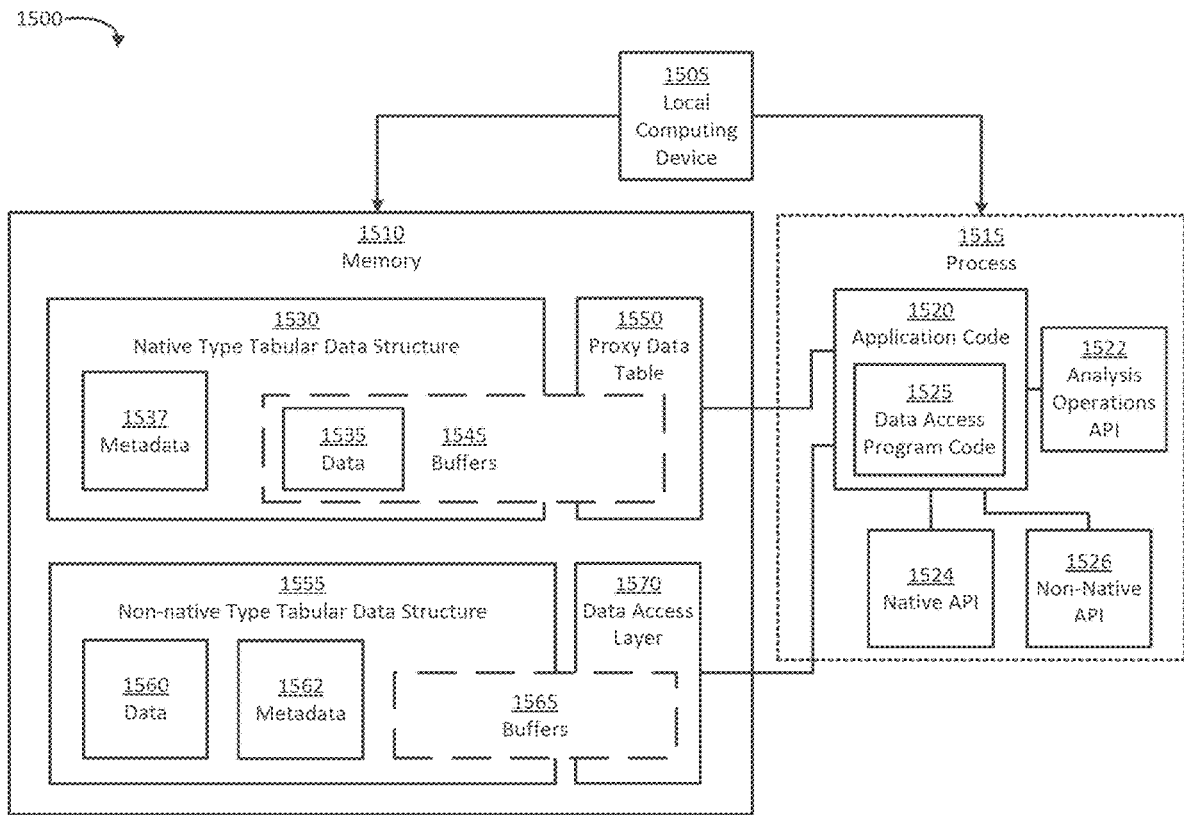 1500
1505
Local
Computing
Device
1510
Memory
1530
Native Type Tabular Data Structure
1537
Metadata
1535
Data
1545
Buffers
1550
Proxy Data
Table
1555
Non-native Type Tabular Data Structure
1560
Data
1562
Metadata
1565
Buffers
1570
Data Access
Layer
1515
Process
1520
Application Code
1525
Data Access
Program Code
1522
Analysis
Operations
API
1524
Native API
1526
Non-Native
API